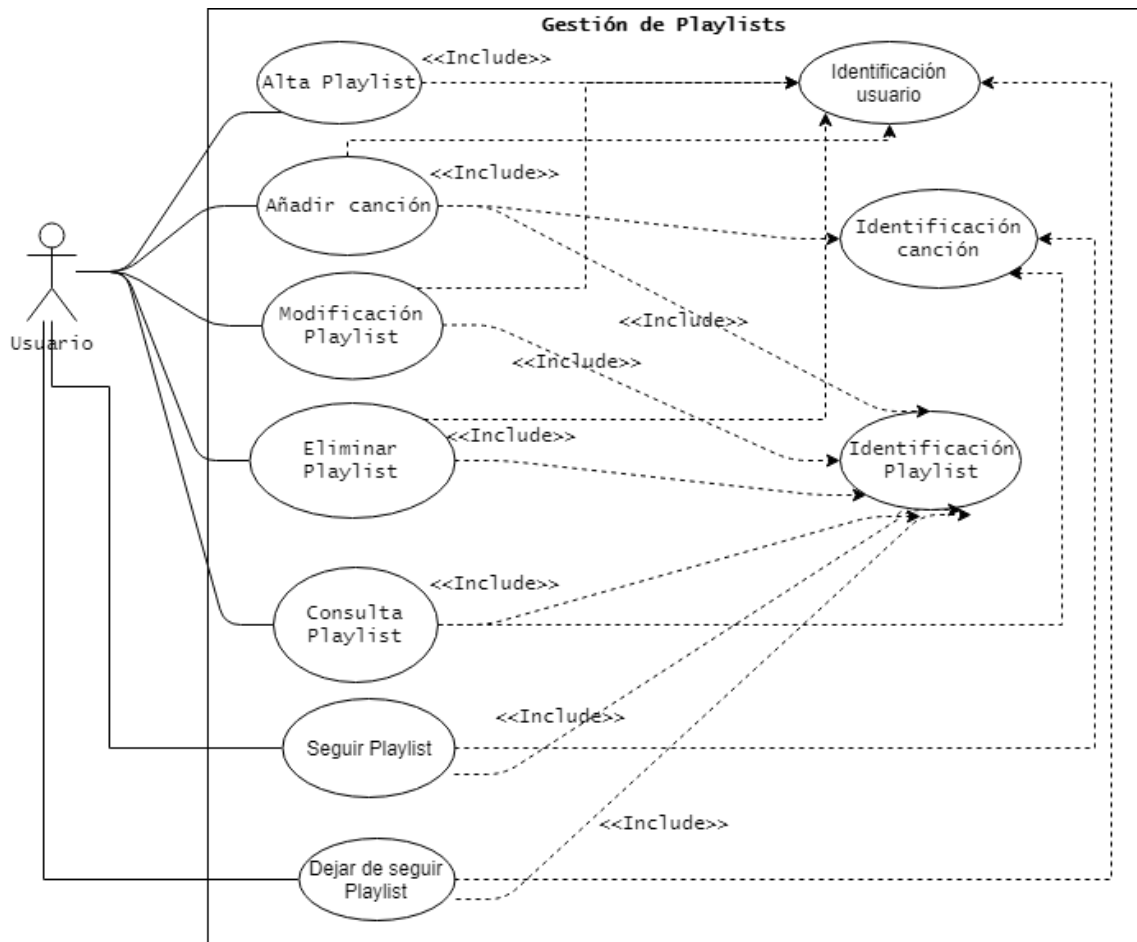 Gestión de Playlists
<<Include>>
Alta Playlist
Identificación
usuario
<<Include>>
Añadir canción
Identificación
canción
Usuario
Modificación
Playlist
<<Include>>
<<Include>>
<<Include>>
Eliminar
Playlist
Identificación
Playlist
<<Include>>
Consulta
Playlist
<<Include>>
Seguir Playlist
<<Include>>
Dejar de seguir
Playlist